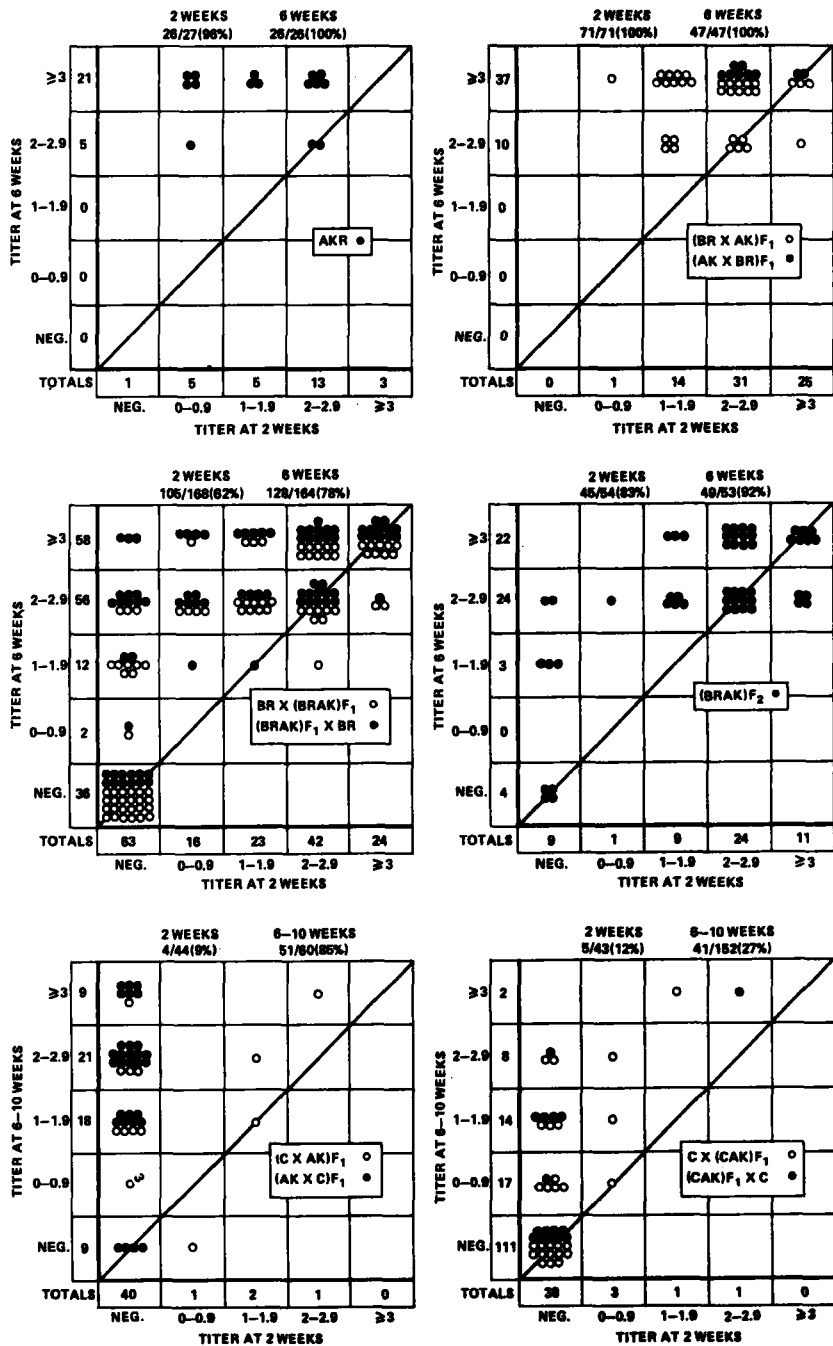 2 WEEKS 6 WEEKS
26/27(96%) 26/26(100%)
TITER AT 6 WEEKS
≥3 21
2–2.9 5
1–1.9 0
0–0.9 0
NEG. 0
AKR ●
TOTALS 1 5 5 13 3
NEG. 0–0.9 1–1.9 2–2.9 ≥3
TITER AT 2 WEEKS
2 WEEKS 6 WEEKS
71/71(100%) 47/47(100%)
TITER AT 6 WEEKS
≥3 37
2–2.9 10
1–1.9 0
0–0.9 0
NEG. 0
(BR X AK)F1 ○
(AK X BR)F1 ●
TOTALS 0 1 14 31 25
NEG. 0–0.9 1–1.9 2–2.9 ≥3
TITER AT 2 WEEKS
2 WEEKS 6 WEEKS
105/168(62%) 128/164(78%)
TITER AT 6 WEEKS
≥3 58
2–2.9 56
1–1.9 12
0–0.9 2
NEG. 36
BR X (BRAK)F1 ○
(BRAK)F1 X BR ●
TOTALS 63 16 23 42 24
NEG. 0–0.9 1–1.9 2–2.9 ≥3
TITER AT 2 WEEKS
2 WEEKS 6 WEEKS
45/54(83%) 49/53(92%)
TITER AT 6 WEEKS
≥3 22
2–2.9 24
1–1.9 3
0–0.9 0
NEG. 4
(BRAK)F2 ●
TOTALS 9 1 9 24 11
NEG. 0–0.9 1–1.9 2–2.9 ≥3
TITER AT 2 WEEKS
2 WEEKS 6–10 WEEKS
4/44(9%) 51/60(85%)
TITER AT 6–10 WEEKS
≥3 9
2–2.9 21
1–1.9 18
0–0.9 3
NEG. 9
(C X AK)F1 ○
(AK X C)F1 ●
TOTALS 40 1 2 1 0
NEG. 0–0.9 1–1.9 2–2.9 ≥3
TITER AT 2 WEEKS
2 WEEKS 6–10 WEEKS
5/43(12%) 41/152(27%)
TITER AT 6–10 WEEKS
≥3 2
2–2.9 8
1–1.9 14
0–0.9 17
NEG. 111
C X (CAK)F1 ○
(CAK)F1 X C ●
TOTALS 38 3 1 1 0
NEG. 0–0.9 1–1.9 2–2.9 ≥3
TITER AT 2 WEEKS